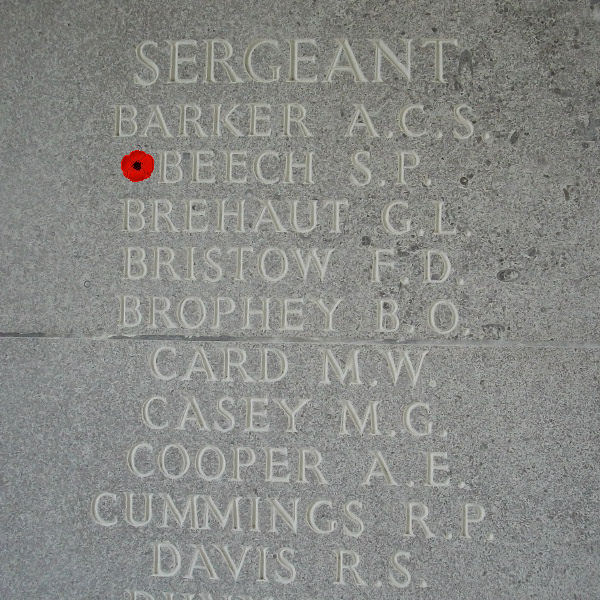 SERGEANT
BARKER A.C.S.
BEECH S.P.
BREHAUT G.L.
BRISTOW F.D.
BROPHEY B.O.
CARD M.W.
CASEY M.G.
COOPER A.E.
CUMMINGS R.P.
DAVIS R.S.